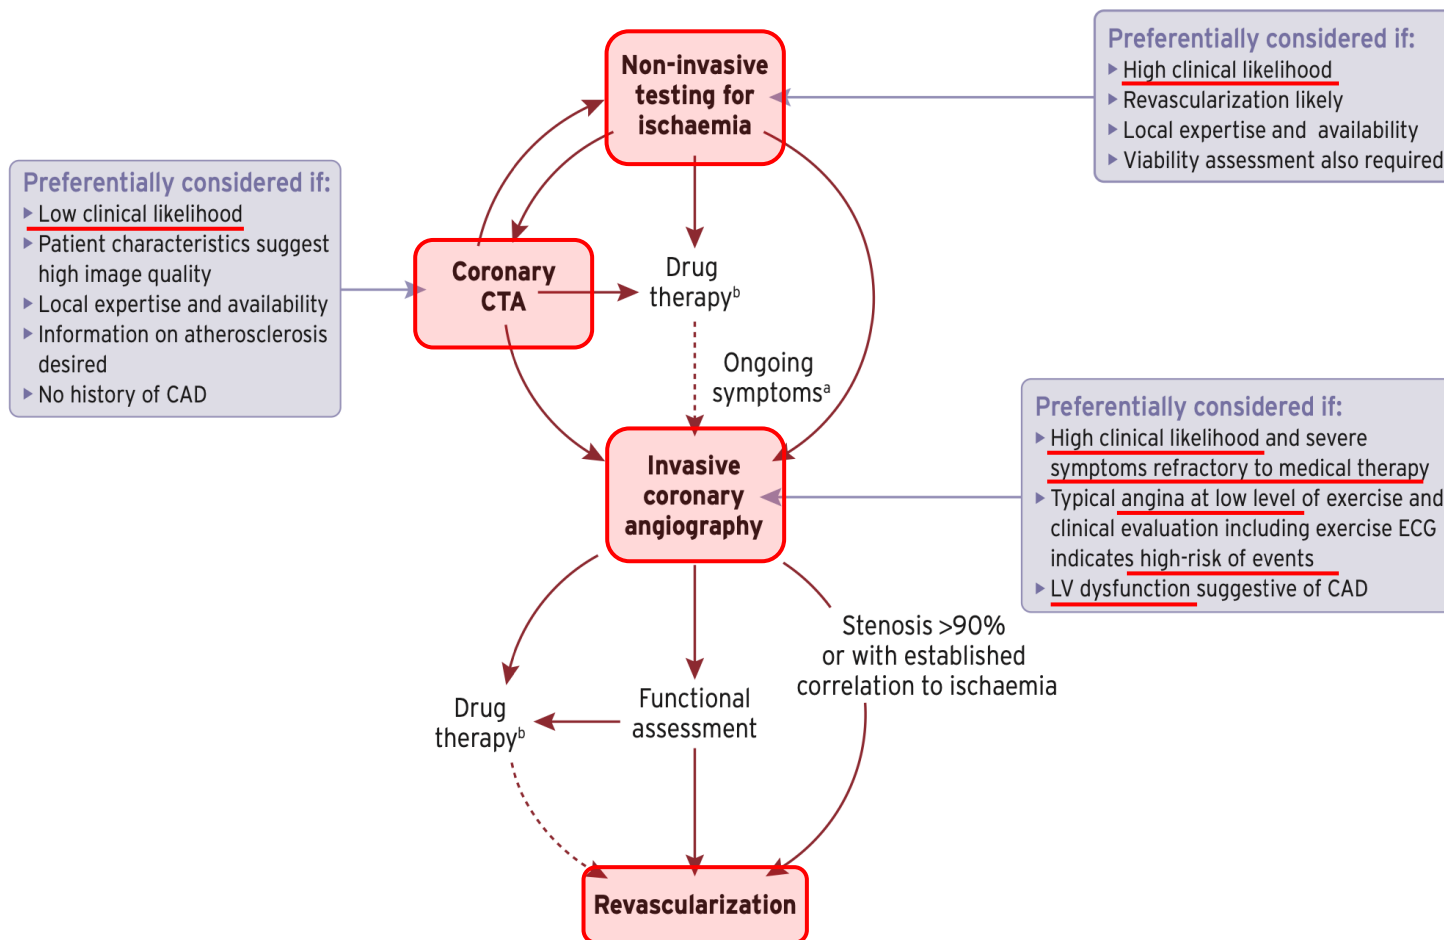 Non-invasive
testing for
ischaemia
Preferentially considered if:
High clinical likelihood
Revascularization likely
Local expertise and availability
Viability assessment also required
Preferentially considered if:
Low clinical likelihood
Patient characteristics suggest
high image quality
Local expertise and availability
Information on atherosclerosis
desired
No history of CAD
Coronary
CTA
Drug
therapyᵇ
Ongoing
symptomsᵃ
Invasive
coronary
angiography
Preferentially considered if:
High clinical likelihood and severe
symptoms refractory to medical therapy
Typical angina at low level of exercise and
clinical evaluation including exercise ECG
indicates high-risk of events
LV dysfunction suggestive of CAD
Drug
therapyᵇ
Functional
assessment
Stenosis >90%
or with established
correlation to ischaemia
Revascularization